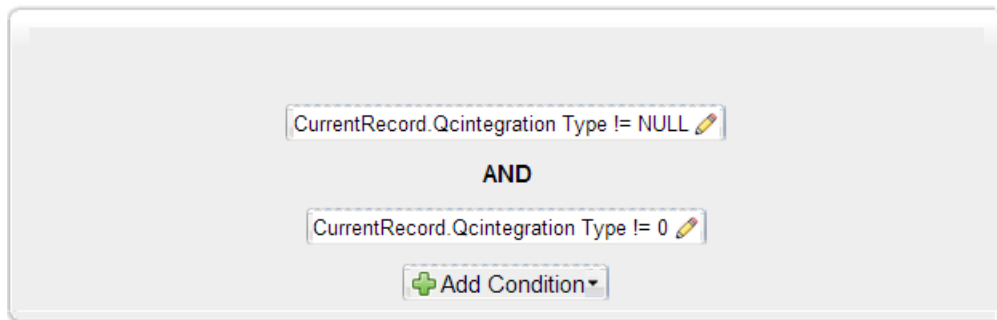 CurrentRecord.Qcintegration Type != NULL
AND
CurrentRecord.Qcintegration Type != 0
Add Condition